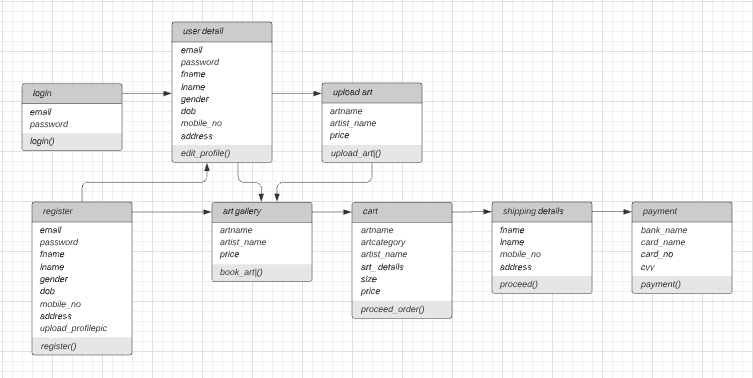 user detail
email
password
fname
lname
gender
dob
mobile_no
address
edit_profile()
login
email
password
login()
upload art
artname
artist_name
price
upload_art|()
register
email
password
fname
lname
gender
dob
mobile_no
address
upload_profilepic
register()
art gallery
artname
artist_name
price
book_art|()
cart
artname
artcategory
artist_name
art_details
size
price
proceed_order()
shipping details
fname
lname
mobile_no
address
proceed()
payment
bank_name
card_name
card_no
cvv
payment()